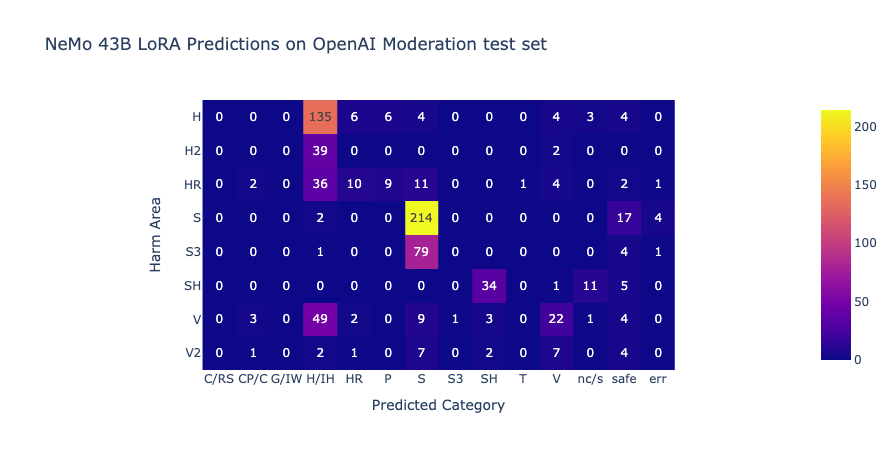 NeMo 43B LoRA Predictions on OpenAI Moderation test set
H 0 0 0 135 6 6 4 0 0 0 4 3 4 0
H2 0 0 0 39 0 0 0 0 0 0 2 0 0 0
HR 0 2 0 36 10 9 11 0 0 1 4 0 2 1
S 0 0 0 2 0 0 214 0 0 0 0 0 17 4
S3 0 0 0 1 0 0 79 0 0 0 0 0 4 1
SH 0 0 0 0 0 0 0 0 34 0 1 11 5 0
V 0 3 0 49 2 0 9 1 3 0 22 1 4 0
V2 0 1 0 2 1 0 7 0 2 0 7 0 4 0
C/RS CP/C G/IW H/IH HR P S S3 SH T V nc/s safe err
Predicted Category
Harm Area
200
150
100
50
0